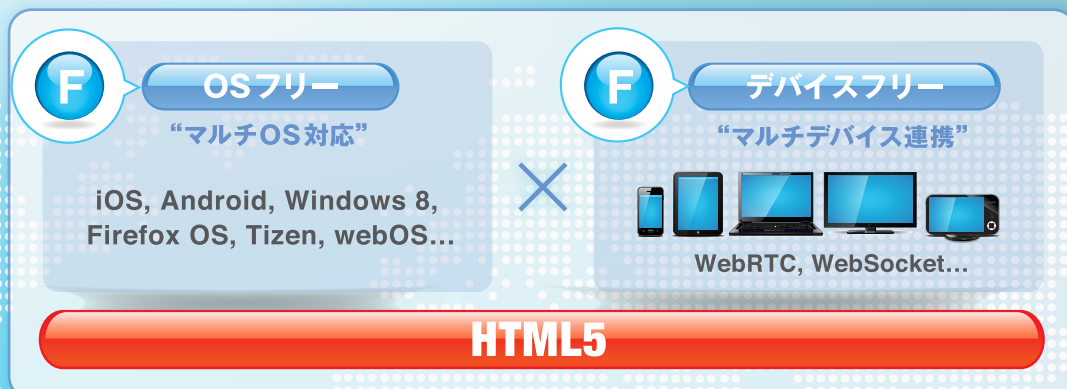 F
OSフリー
“マルチOS対応”
iOS, Android, Windows 8,
Firefox OS, Tizen, webOS...
×
F
デバイスフリー
“マルチデバイス連携”
WebRTC, WebSocket...
HTML5